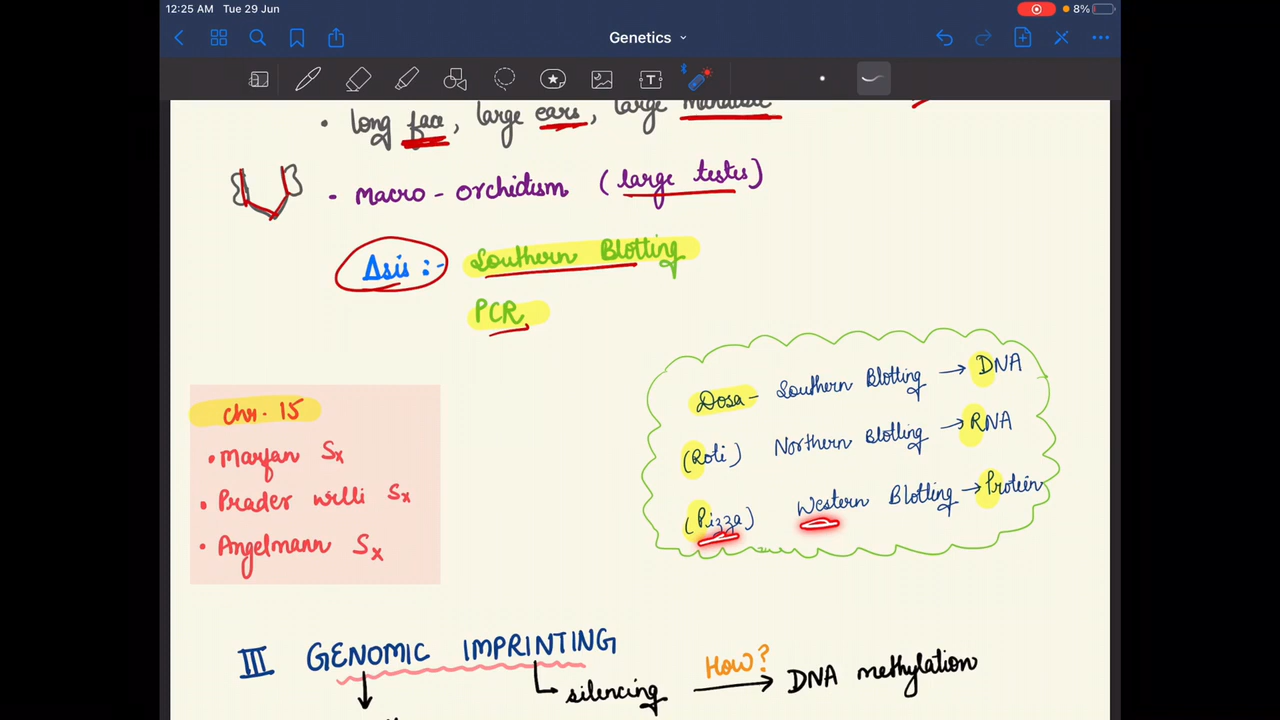 12:25 AM Tue 29 Jun
8%
Genetics
• long face, large ears, large
• macro - orchidism (large testes)
Δsis :- Southern Blotting
PCR
Dosa - Southern Blotting → DNA
(Roti) Northern Blotting → RNA
(Pizza) Western Blotting → Protein
chr. 15
• Marfan Sx
• Prader willi Sx
• Angelmann Sx
III GENOMIC IMPRINTING
↳ silencing How? → DNA methylation